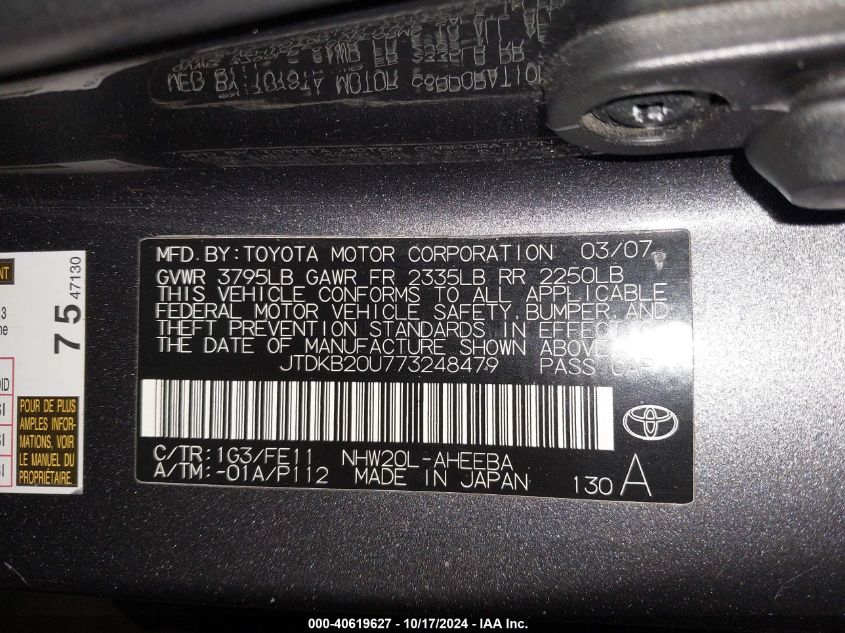 MFD. BY: TOYOTA MOTOR CORPORATION 03/07
GVWR 3795LB GAWR FR 2335LB RR 2250LB
THIS VEHICLE CONFORMS TO ALL APPLICABLE
FEDERAL MOTOR VEHICLE SAFETY, BUMPER, AND
THEFT PREVENTION STANDARDS IN EFFECT ON
THE DATE OF MANUFACTURE SHOWN ABOVE.
JTDKB20U773248479 PASS CAR
C/TR: 1G3/FE11 NHW20L-AHEEBA
A/TM: -01A/P112 MADE IN JAPAN 130 A
75 47130
POUR DE PLUS
AMPLES INFOR-
MATIONS, VOIR
LE MANUEL DU
PROPRIÉTAIRE.
000-40619627 - 10/17/2024 - IAA Inc.